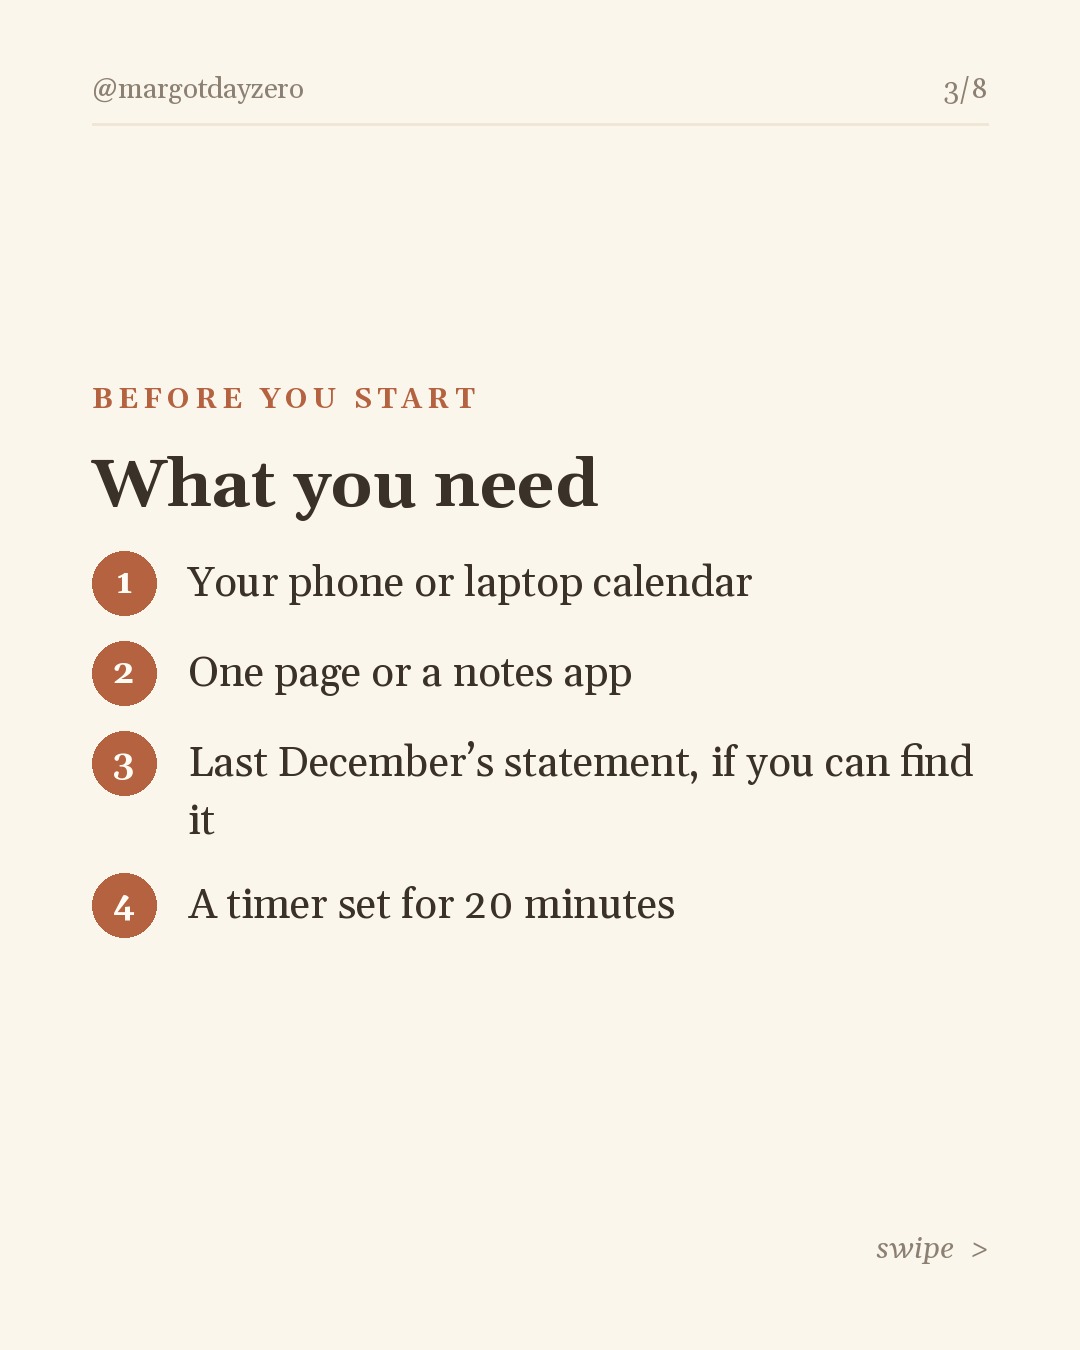 @margotdayzero
3/8
BEFORE YOU START
What you need
1 Your phone or laptop calendar
2 One page or a notes app
3 Last December’s statement, if you can find
it
4 A timer set for 20 minutes
swipe >